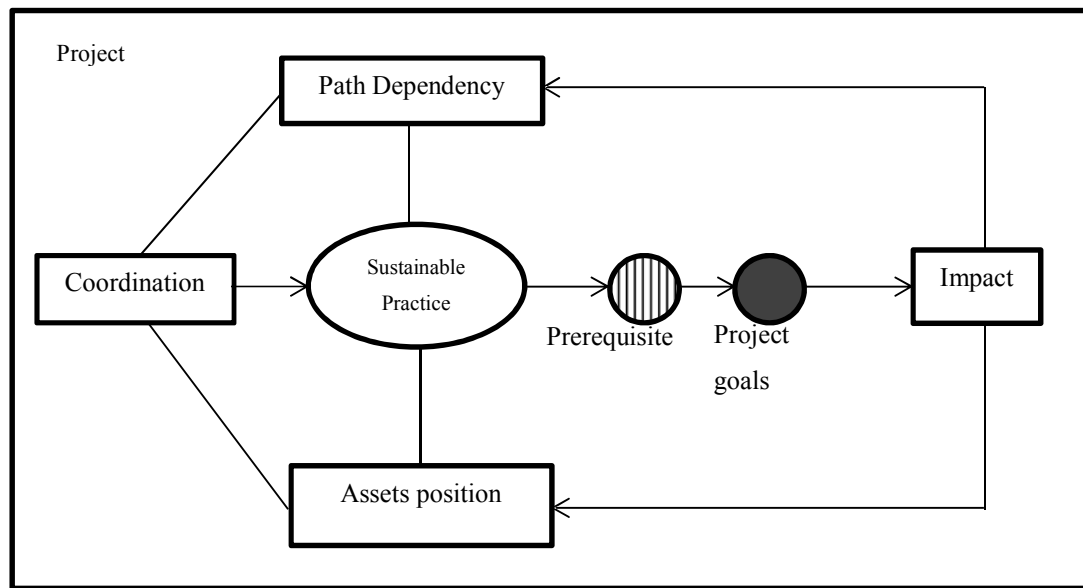 Project
Path Dependency
Coordination
Sustainable
Practice
Prerequisite
Project
goals
Impact
Assets position